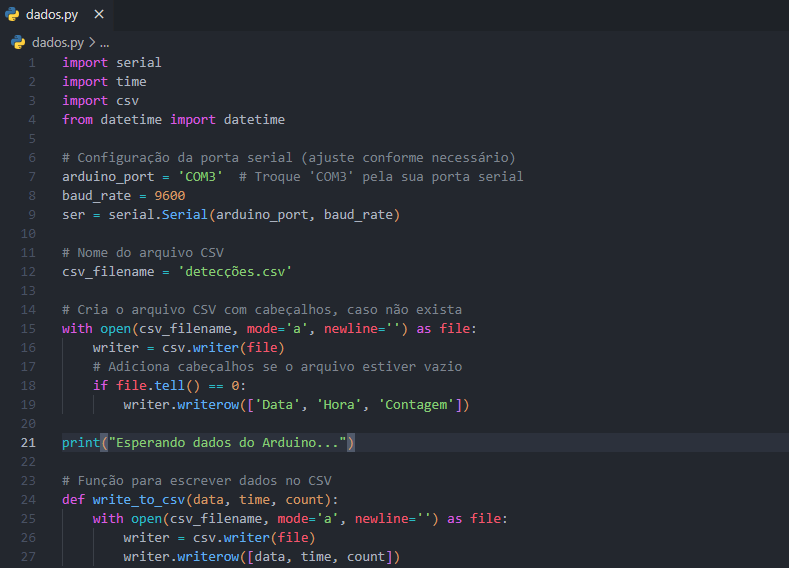 dados.py ×
dados.py > ...
1 import serial
2 import time
3 import csv
4 from datetime import datetime
5
6 # Configuração da porta serial (ajuste conforme necessário)
7 arduino_port = 'COM3'  # Troque 'COM3' pela sua porta serial
8 baud_rate = 9600
9 ser = serial.Serial(arduino_port, baud_rate)
10
11 # Nome do arquivo CSV
12 csv_filename = 'detecções.csv'
13
14 # Cria o arquivo CSV com cabeçalhos, caso não exista
15 with open(csv_filename, mode='a', newline='') as file:
16     writer = csv.writer(file)
17     # Adiciona cabeçalhos se o arquivo estiver vazio
18     if file.tell() == 0:
19         writer.writerow(['Data', 'Hora', 'Contagem'])
20
21 print("Esperando dados do Arduino...")
22
23 # Função para escrever dados no CSV
24 def write_to_csv(data, time, count):
25     with open(csv_filename, mode='a', newline='') as file:
26         writer = csv.writer(file)
27         writer.writerow([data, time, count])